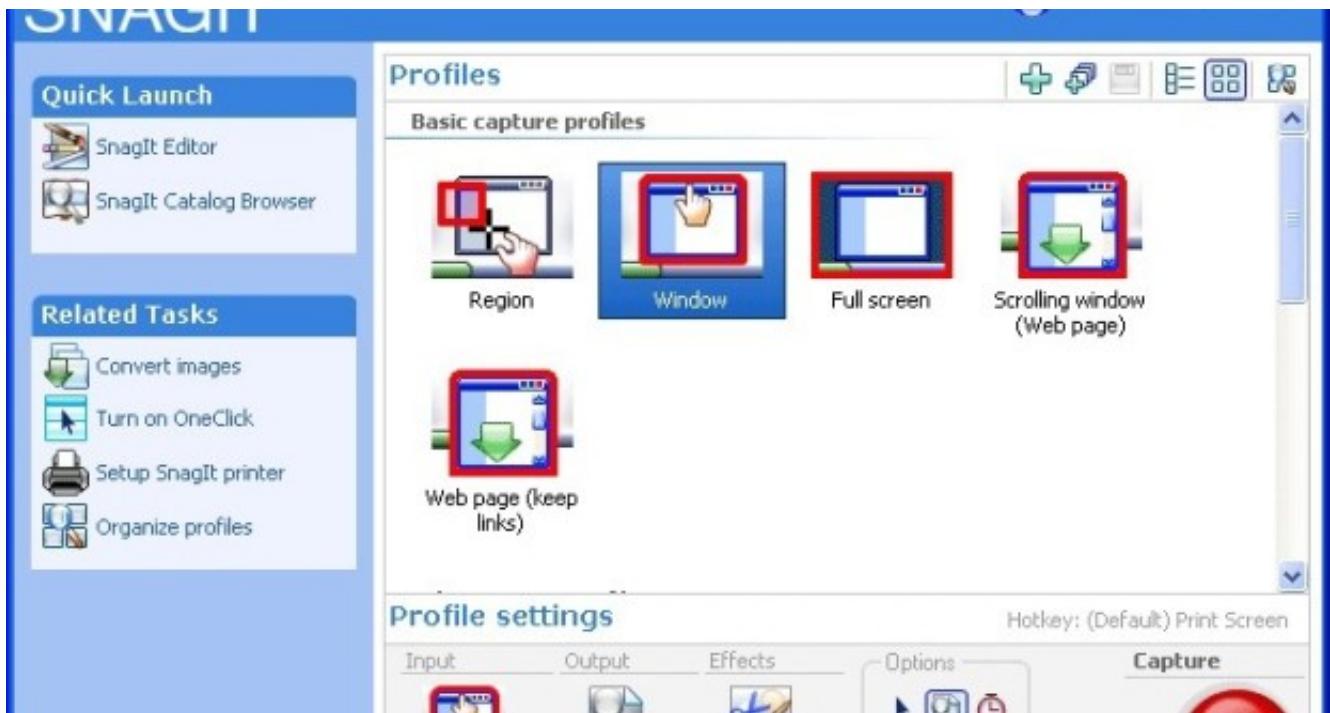 SNAGIT
Quick Launch
SnagIt Editor
SnagIt Catalog Browser
Related Tasks
Convert images
Turn on OneClick
Setup SnagIt printer
Organize profiles
Profiles
Basic capture profiles
Region
Window
Full screen
Scrolling window
(Web page)
Web page (keep
links)
Profile settings
Hotkey: (Default) Print Screen
Input
Output
Effects
Options
Capture